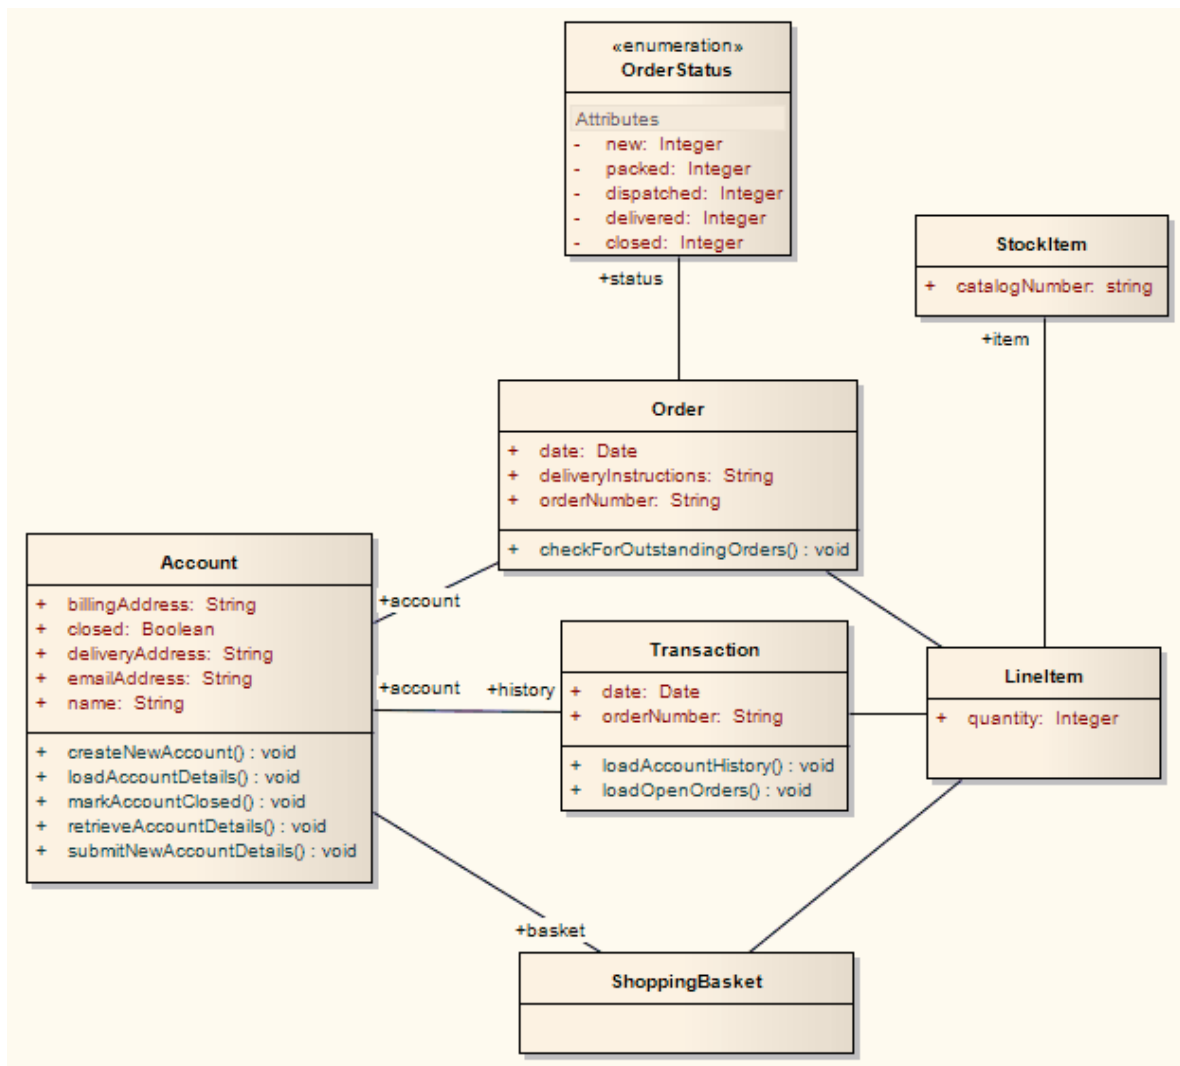 «enumeration»
OrderStatus
Attributes
- new: Integer
- packed: Integer
- dispatched: Integer
- delivered: Integer
- closed: Integer
+status
StockItem
+ catalogNumber: string
+item
Order
+ date: Date
+ deliveryInstructions: String
+ orderNumber: String
+ checkForOutstandingOrders() : void
Account
+ billingAddress: String
+ closed: Boolean
+ deliveryAddress: String
+ emailAddress: String
+ name: String
+ createNewAccount() : void
+ loadAccountDetails() : void
+ markAccountClosed() : void
+ retrieveAccountDetails() : void
+ submitNewAccountDetails() : void
+account
+account
+history
Transaction
+ date: Date
+ orderNumber: String
+ loadAccountHistory() : void
+ loadOpenOrders() : void
LineItem
+ quantity: Integer
+basket
ShoppingBasket